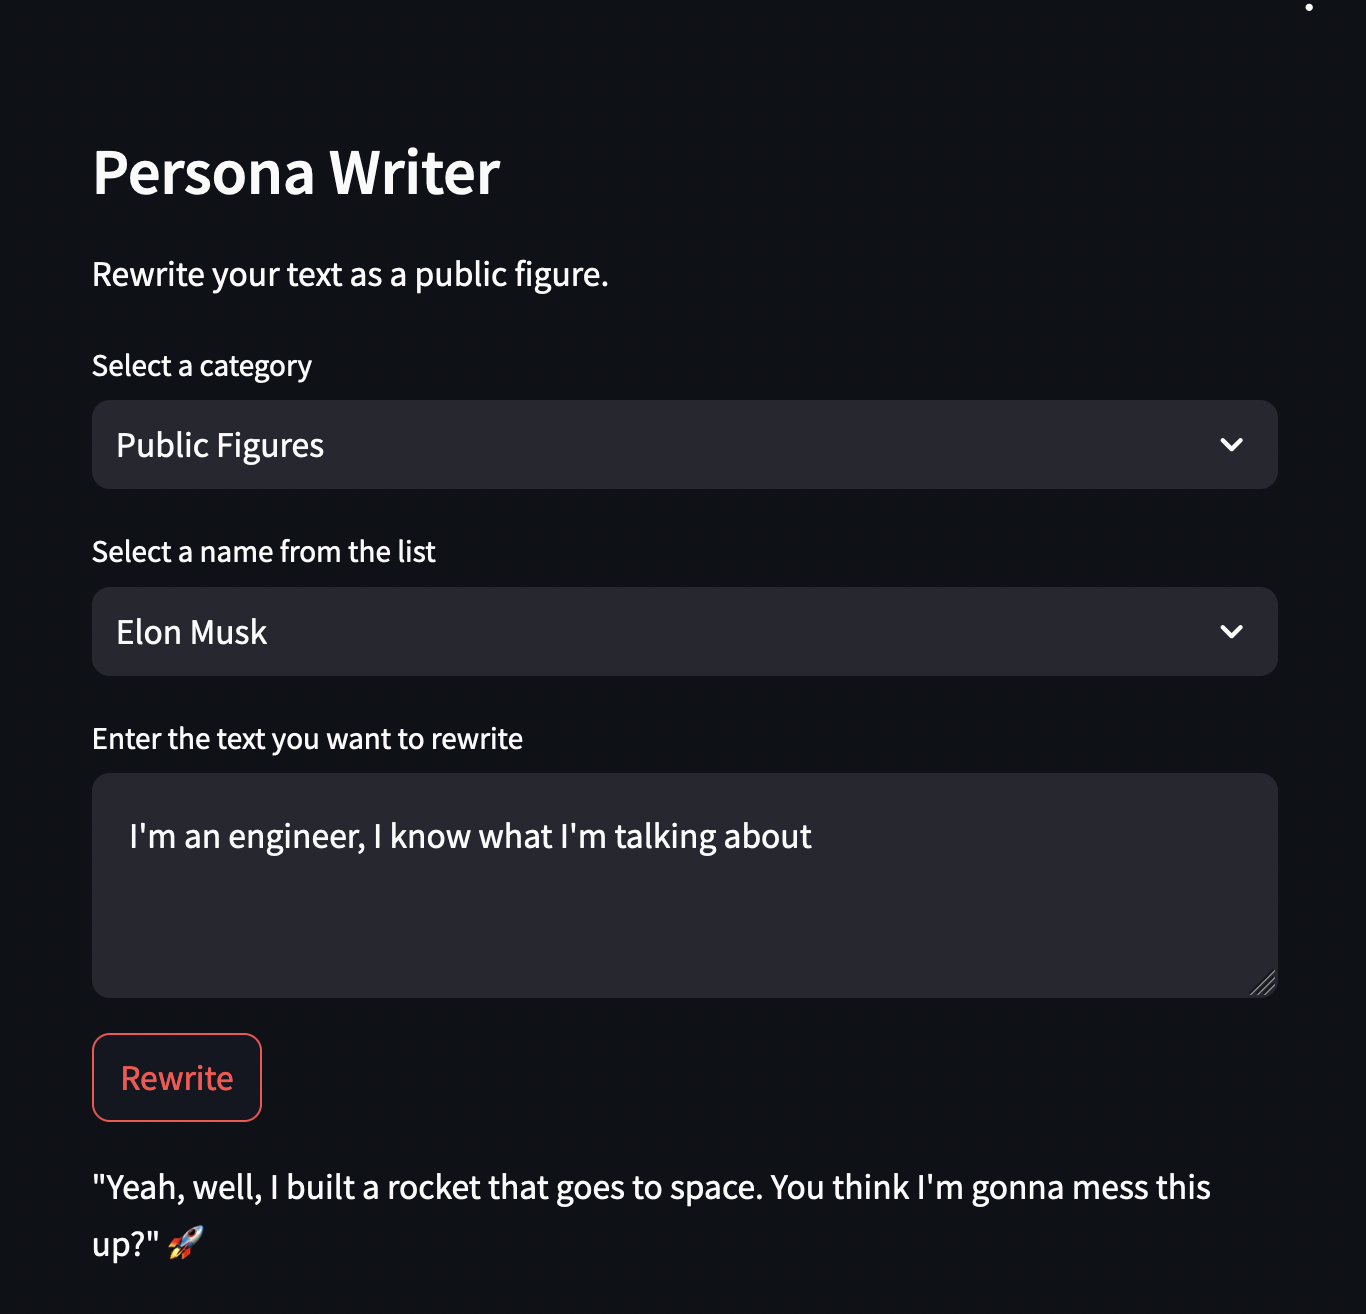 Persona Writer
Rewrite your text as a public figure.
Select a category
Public Figures
Select a name from the list
Elon Musk
Enter the text you want to rewrite
I'm an engineer, I know what I'm talking about
Rewrite
"Yeah, well, I built a rocket that goes to space. You think I'm gonna mess this
up?" 🚀